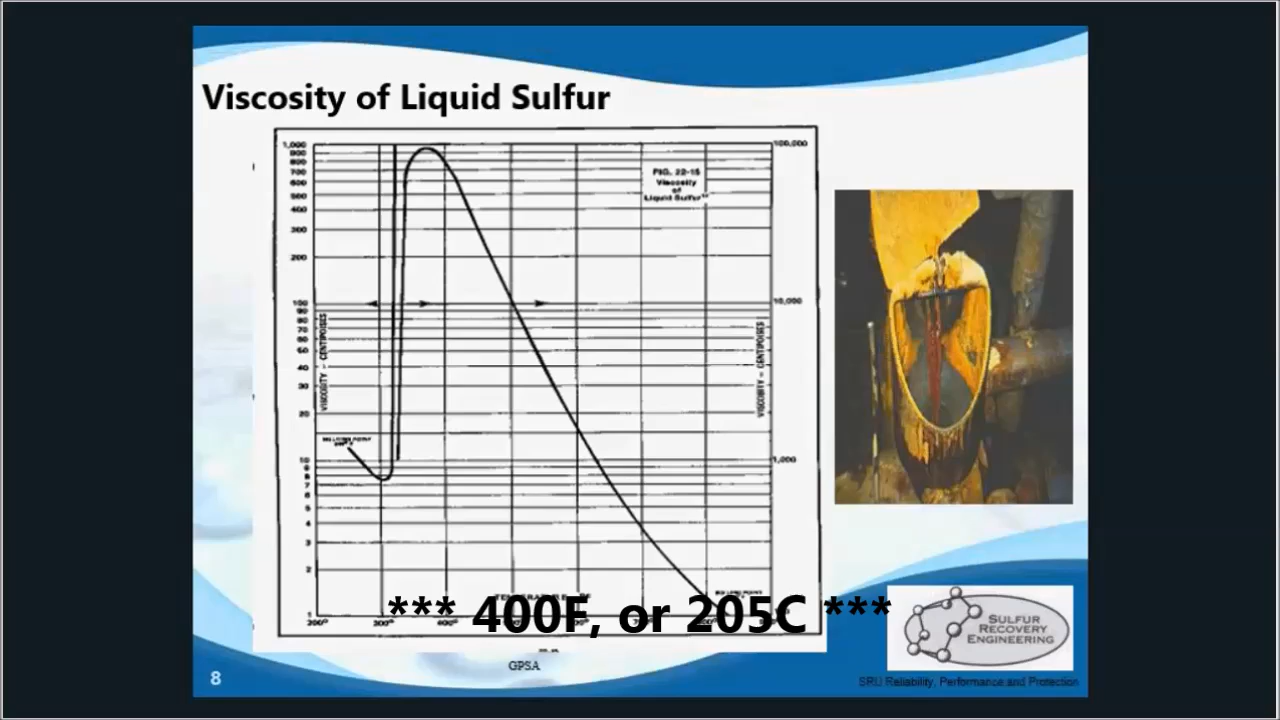 Viscosity of Liquid Sulfur
1,000
900
800
700
600
500
400
300
200
100
90
80
70
60
50
40
30
20
10
9
8
7
6
5
4
3
2
1
VISCOSITY - CENTIPOISES
FIG. 22-15
Viscosity
of
Liquid Sulfur
100,000
10,000
1,000
VISCOSITY - CENTIPOISES
200°
300°
400°
*** 400F, or 205C ***
GPSA
SULFUR
RECOVERY
ENGINEERING
8
SRU Reliability, Performance and Protection